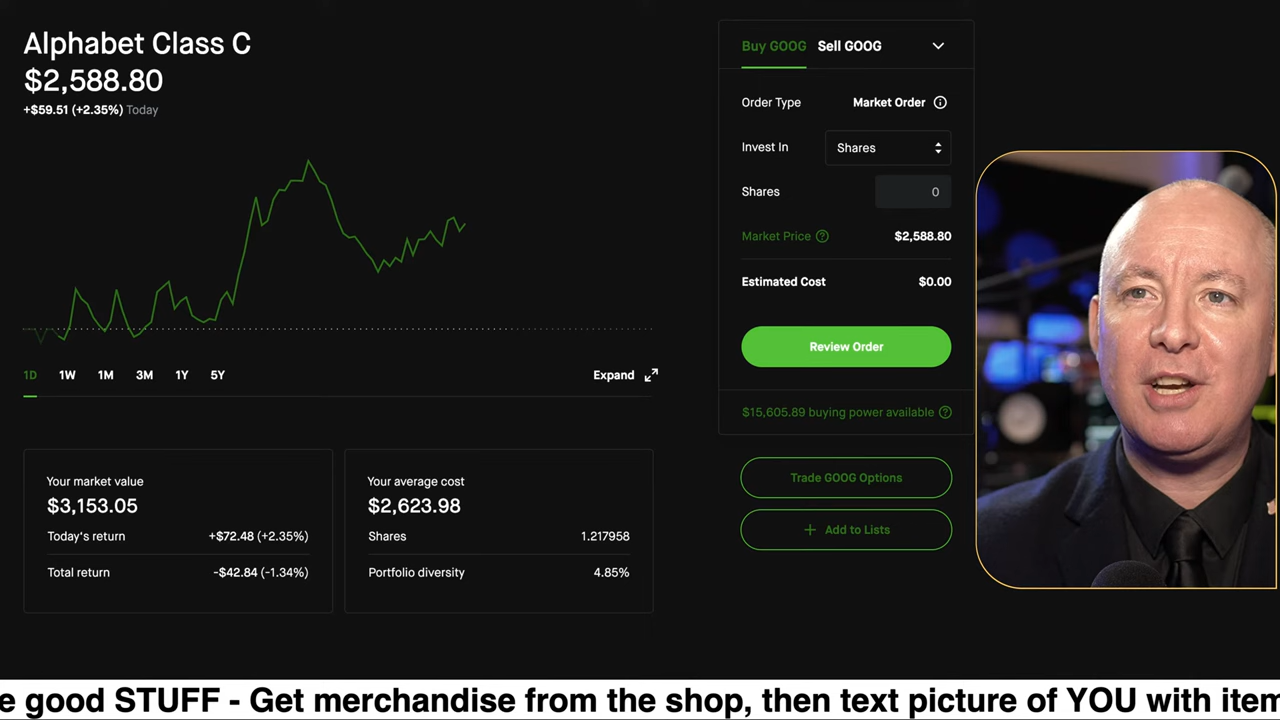 Alphabet Class C
$2,588.80
+$59.51 (+2.35%) Today
1D 1W 1M 3M 1Y 5Y Expand
Your market value
$3,153.05
Today's return +$72.48 (+2.35%)
Total return -$42.84 (-1.34%)
Your average cost
$2,623.98
Shares 1.217958
Portfolio diversity 4.85%
Buy GOOG Sell GOOG
Order Type Market Order
Invest In Shares
Shares 0
Market Price $2,588.80
Estimated Cost $0.00
Review Order
$15,605.89 buying power available
Trade GOOG Options
+ Add to Lists
e good STUFF - Get merchandise from the shop, then text picture of YOU with item